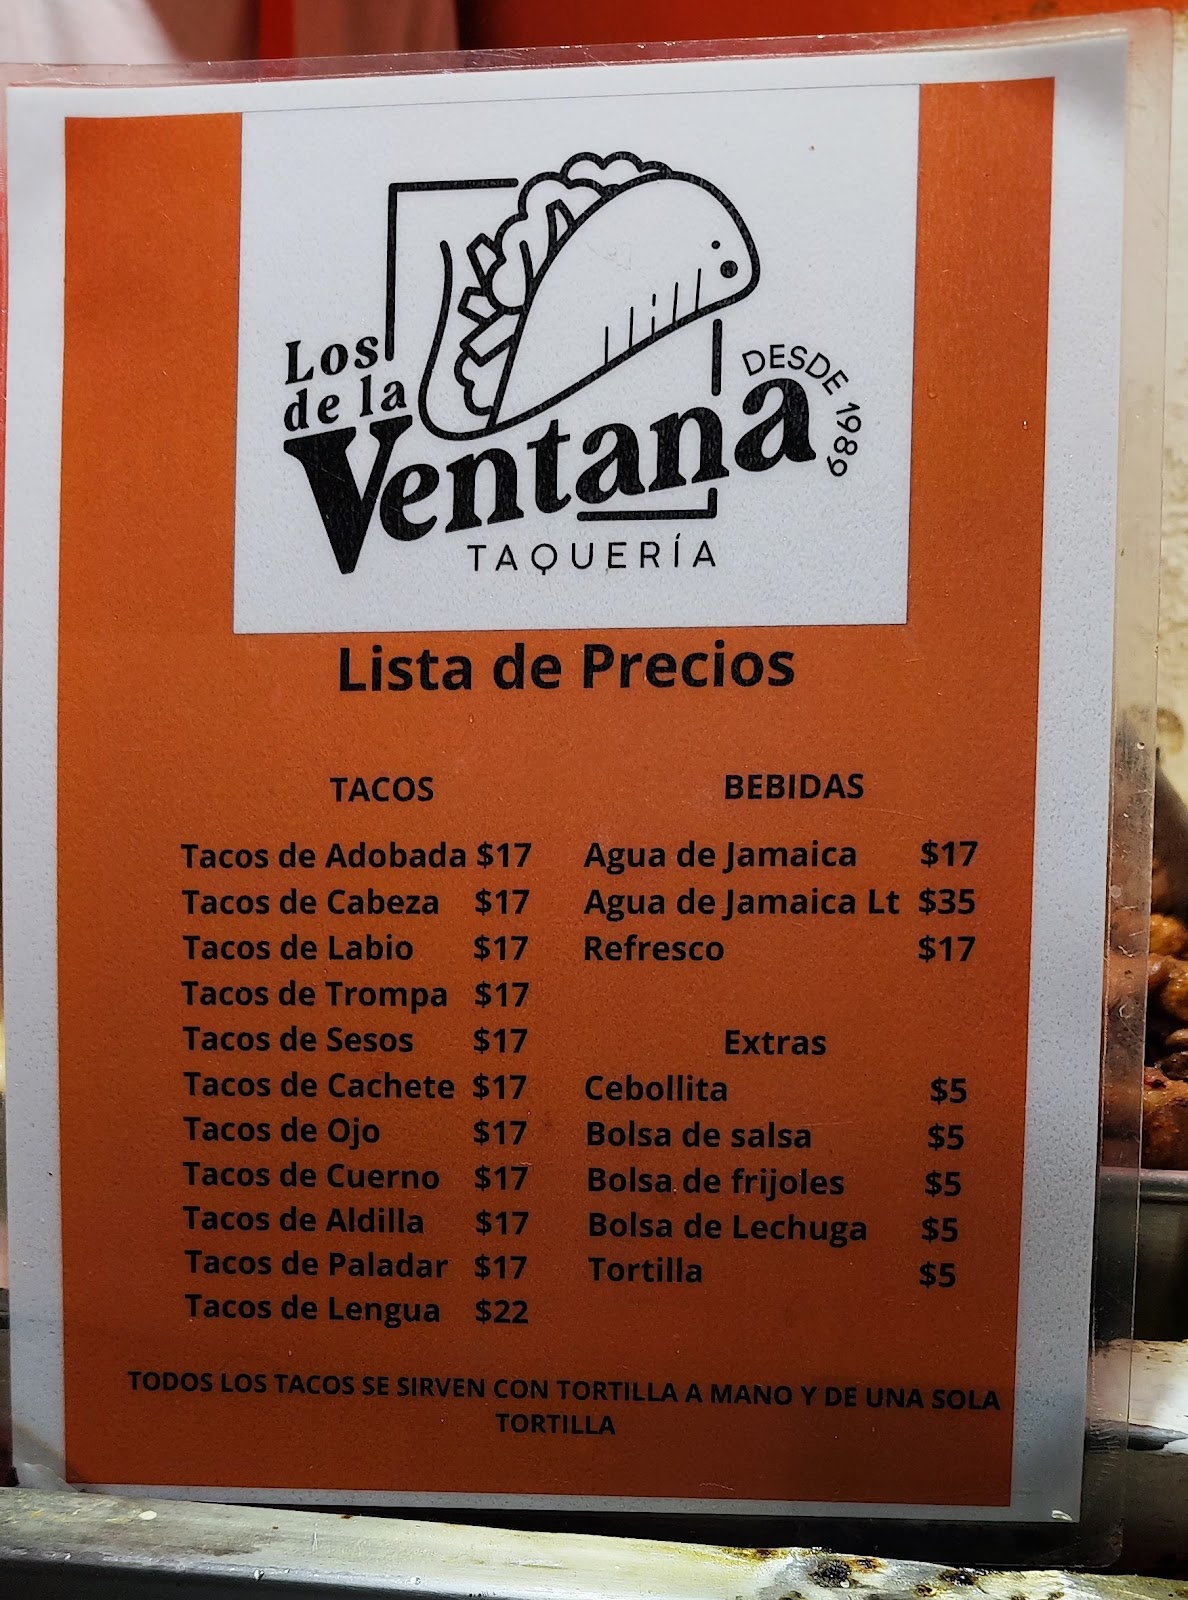 Los
de la
Ventana
DESDE 1989
TAQUERÍA
Lista de Precios
TACOS
Tacos de Adobada $17
Tacos de Cabeza $17
Tacos de Labio $17
Tacos de Trompa $17
Tacos de Sesos $17
Tacos de Cachete $17
Tacos de Ojo $17
Tacos de Cuerno $17
Tacos de Aldilla $17
Tacos de Paladar $17
Tacos de Lengua $22
BEBIDAS
Agua de Jamaica $17
Agua de Jamaica Lt $35
Refresco $17
Extras
Cebollita $5
Bolsa de salsa $5
Bolsa de frijoles $5
Bolsa de Lechuga $5
Tortilla $5
TODOS LOS TACOS SE SIRVEN CON TORTILLA A MANO Y DE UNA SOLA
TORTILLA